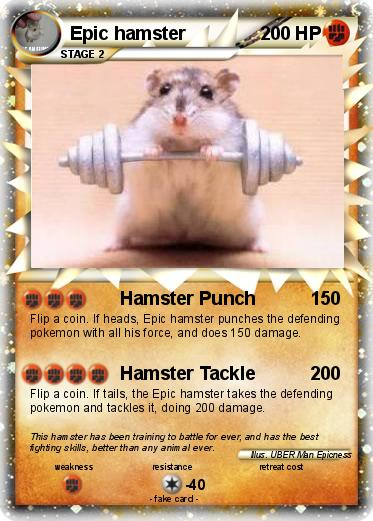 Epic hamster 200 HP
STAGE 2
Hamster Punch 150
Flip a coin. If heads, Epic hamster punches the defending
pokemon with all his force, and does 150 damage.
Hamster Tackle 200
Flip a coin. If tails, the Epic hamster takes the defending
pokemon and tackles it, doing 200 damage.
This hamster has been training to battle for ever, and has the best
fighting skills, better than any animal ever.
Illus. UBER Man Epicness
weakness resistance retreat cost
-40
- fake card -